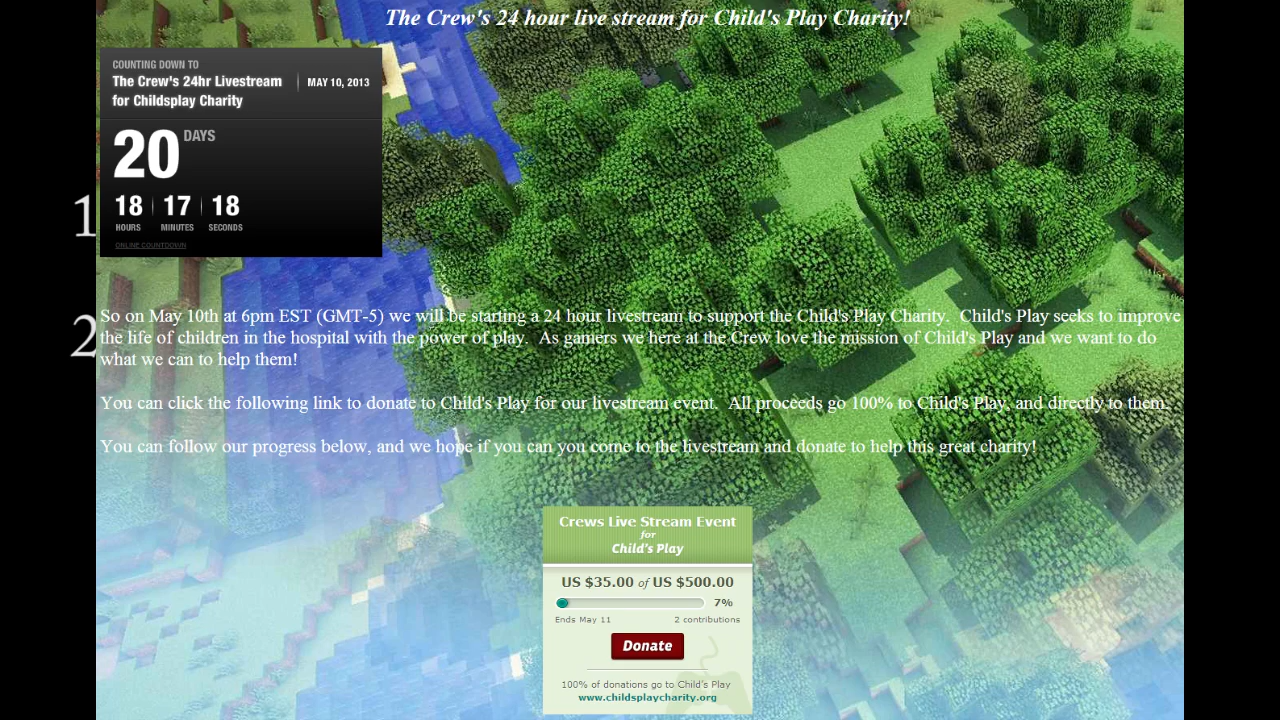 The Crew's 24 hour live stream for Child's Play Charity!
COUNTING DOWN TO
The Crew's 24hr Livestream
for Childsplay Charity
MAY 10, 2013
20 DAYS
18 17 18
HOURS MINUTES SECONDS
ONLINE COUNTDOWN
1
2
So on May 10th at 6pm EST (GMT-5) we will be starting a 24 hour livestream to support the Child's Play Charity. Child's Play seeks to improve
the life of children in the hospital with the power of play. As gamers we here at the Crew love the mission of Child's Play and we want to do
what we can to help them!
You can click the following link to donate to Child's Play for our livestream event. All proceeds go 100% to Child's Play, and directly to them.
You can follow our progress below, and we hope if you can you come to the livestream and donate to help this great charity!
Crews Live Stream Event
for
Child's Play
US $35.00 of US $500.00
7%
Ends May 11 2 contributions
Donate
100% of donations go to Child's Play
www.childsplaycharity.org